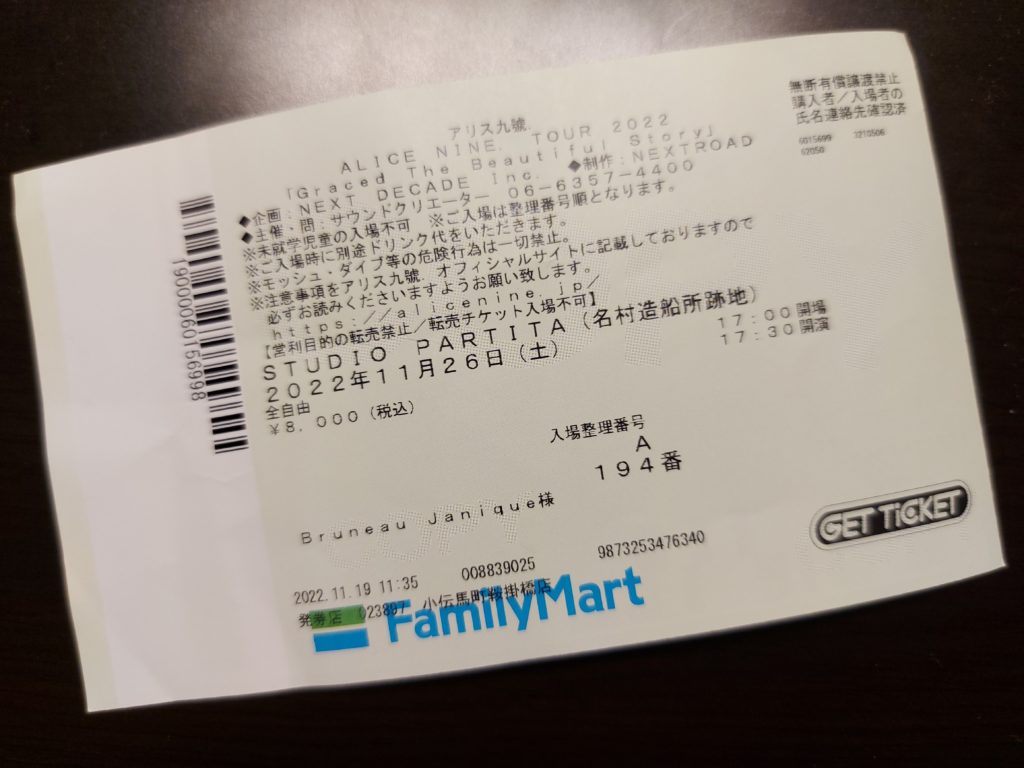 無断有償譲渡禁止
購入者／入場者の
氏名連絡先確認済
6015699 3210506
62050
アリス九號.
ALICE NINE. TOUR 2022
「Graced The Beautiful Story」
◆企画：NEXT DECADE Inc. ◆制作：NEXTROAD
◆主催・問：サウンドクリエーター 06-6357-4400
※未就学児童の入場不可 ※ご入場は整理番号順となります。
※ご入場時に別途ドリンク代をいただきます。
※モッシュ・ダイブ等の危険行為は一切禁止。
※注意事項をアリス九號. オフィシャルサイトに記載しておりますので
必ずお読みくださいますようお願い致します。
https://alicenine.jp/
【営利目的の転売禁止／転売チケット入場不可】
STUDIO PARTITA（名村造船所跡地）
2022年11月26日（土）
17:00開場
17:30開演
全自由
￥8,000（税込）
入場整理番号
A
194番
Bruneau Janique様
GET TiCKET
2022.11.19 11:35 008839025 9873253476340
発券店 023897 小伝馬町鞍掛橋店
FamilyMart
19000060156998